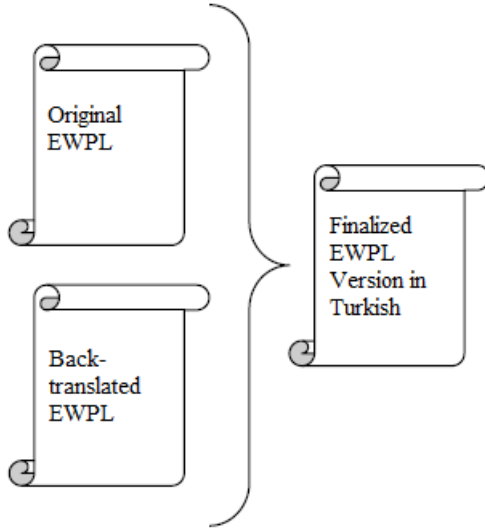 Original
EWPL
Finalized
EWPL
Version in
Turkish
Back-
translated
EWPL